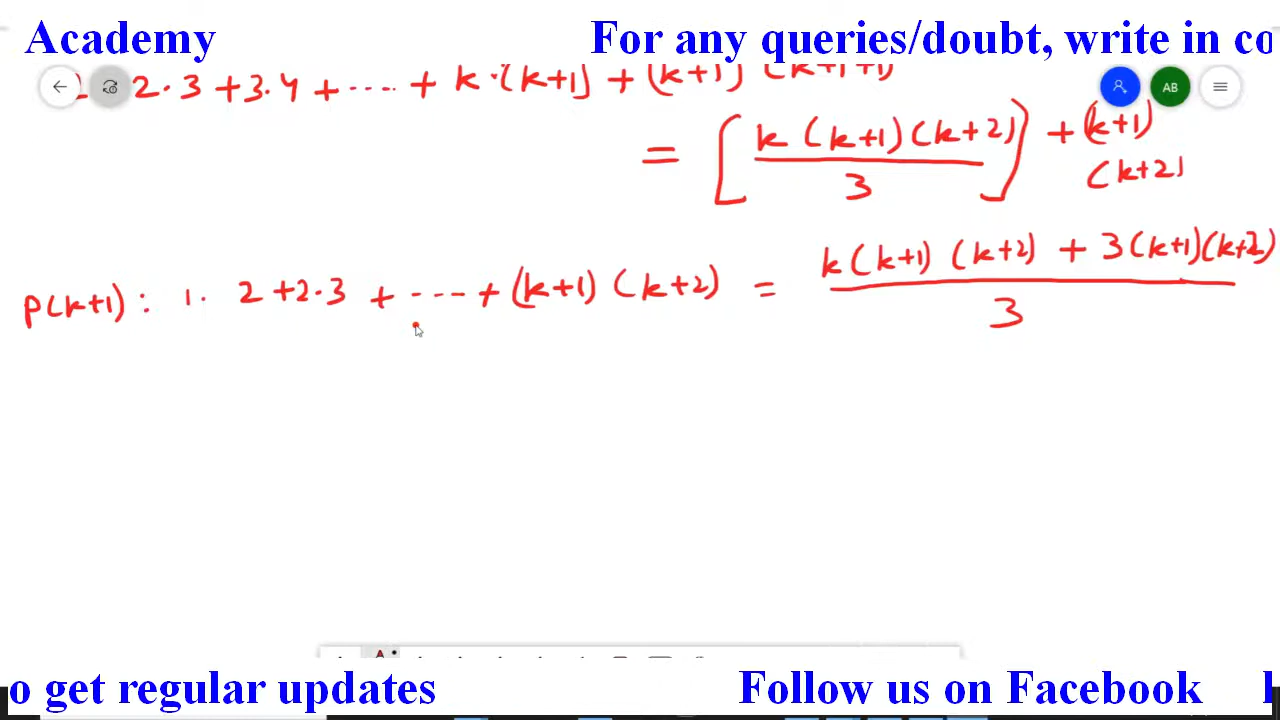 Academy For any queries/doubt, write in co
2·3 +3·4 + ---- + k·(k+1) + (k+1) (k+1+1)
AB
= [k(k+1)(k+2)/3] + (k+1)
(k+2)
P(k+1): 1. 2 +2·3 + ---- + (k+1)(k+2) = k(k+1)(k+2) + 3(k+1)(k+2)/3
o get regular updates Follow us on Facebook